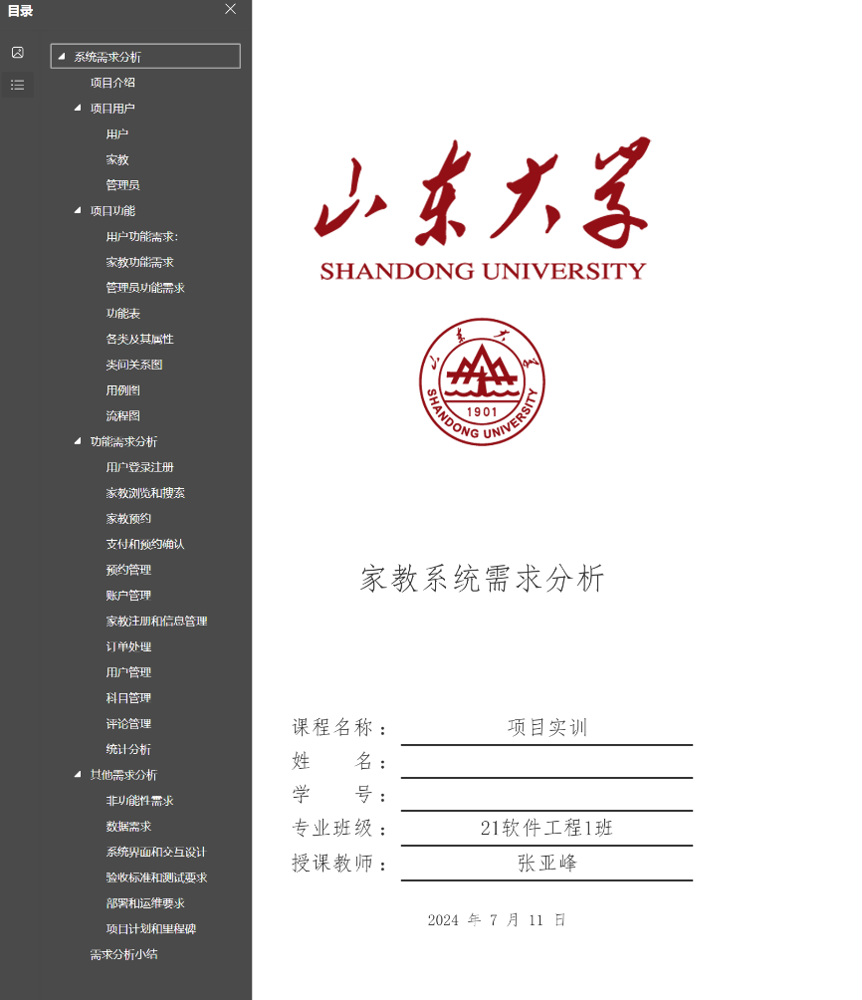 目录
系统需求分析
项目介绍
项目用户
用户
家教
管理员
项目功能
用户功能需求：
家教功能需求
管理员功能需求
功能表
各类及其属性
类间关系图
用例图
流程图
功能需求分析
用户登录注册
家教浏览和搜索
家教预约
支付和预约确认
预约管理
账户管理
家教注册和信息管理
订单处理
用户管理
科目管理
评论管理
统计分析
其他需求分析
非功能性需求
数据需求
系统界面和交互设计
验收标准和测试要求
部署和运维要求
项目计划和里程碑
需求分析小结
山东大学
SHANDONG UNIVERSITY
山东大学
1901
SHANDONG UNIVERSITY
家教系统需求分析
课程名称：项目实训
姓 名：
学 号：
专业班级：21软件工程1班
授课教师：张亚峰
2024 年 7 月 11 日